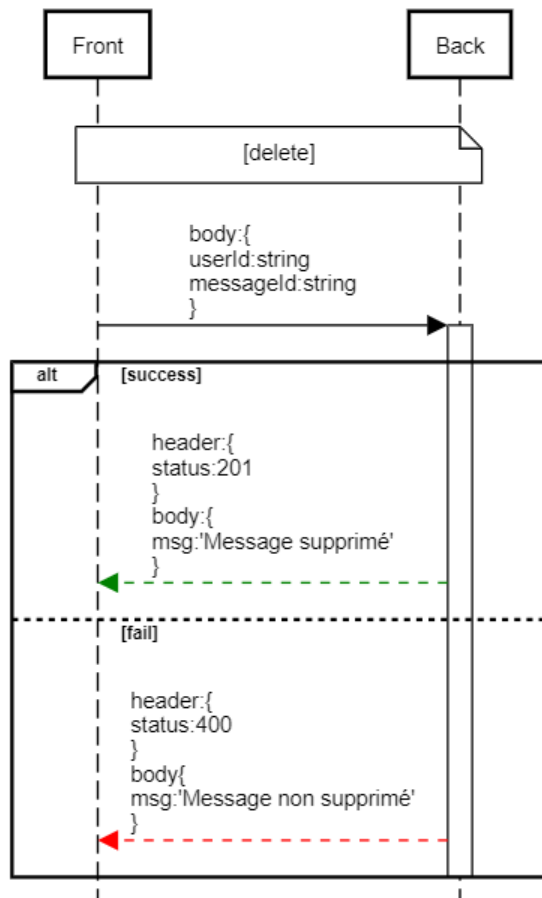 Front
Back
[delete]
body:{
userId:string
messageId:string
}
alt
[success]
header:{
status:201
}
body:{
msg:'Message supprimé'
}
[fail]
header:{
status:400
}
body{
msg:'Message non supprimé'
}